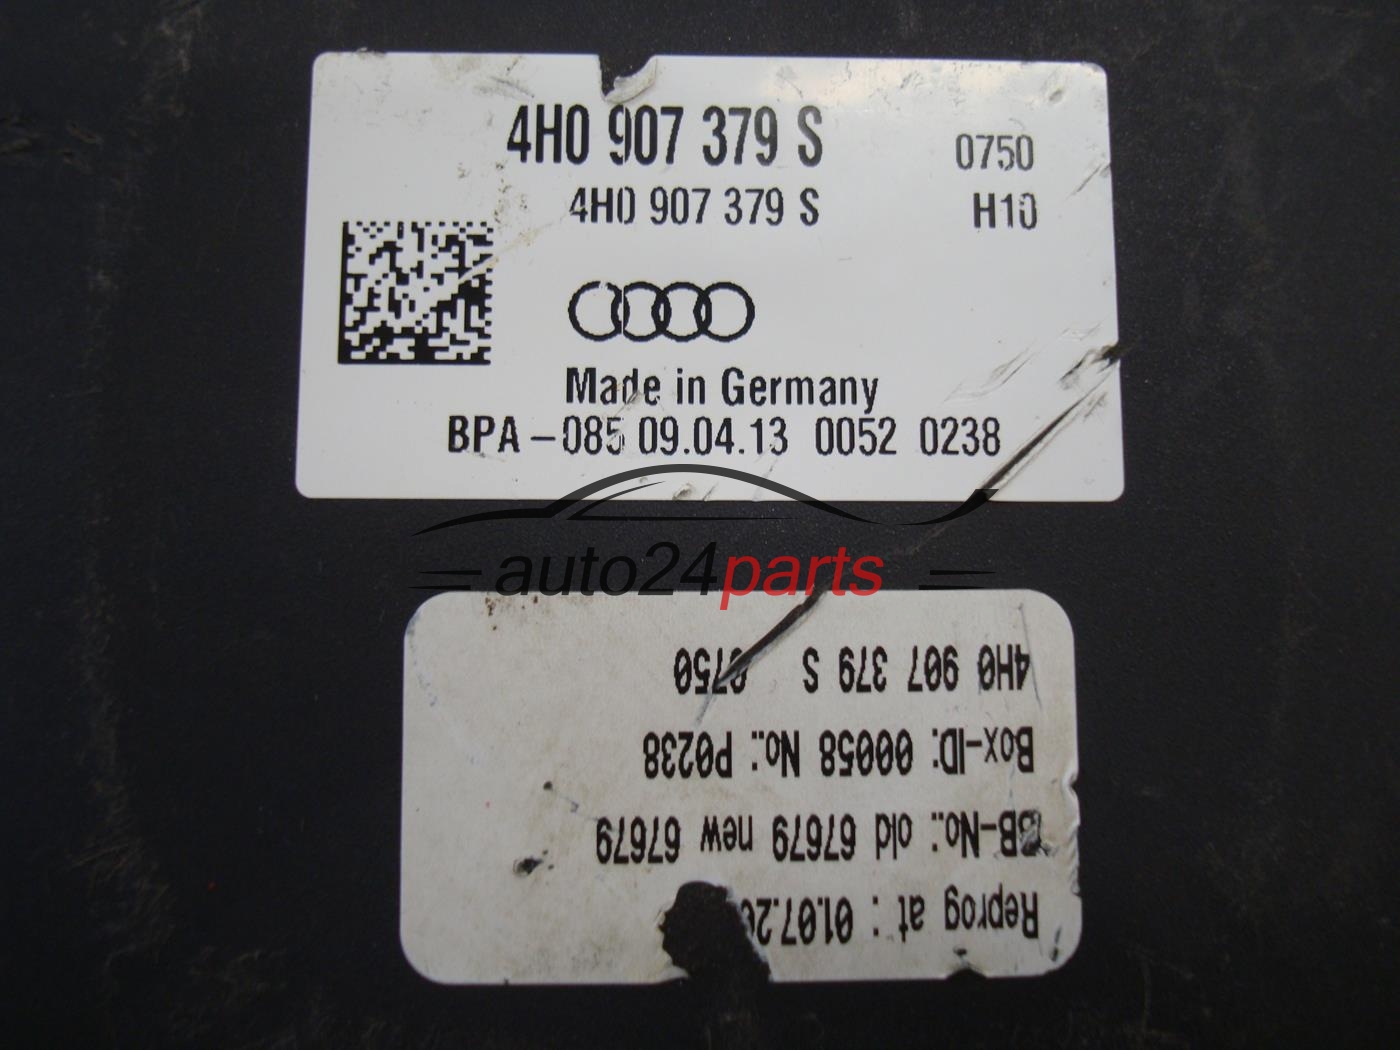 4H0 907 379 S 0750
4H0 907 379 S H10
Made in Germany
BPA-085 09.04.13 0052 0238
auto24parts
4H0 907 379 S 0750
Box-ID: 00058 No.: P0238
BB-No.: old 67679 new 67679
Reprog at : 01.07.20